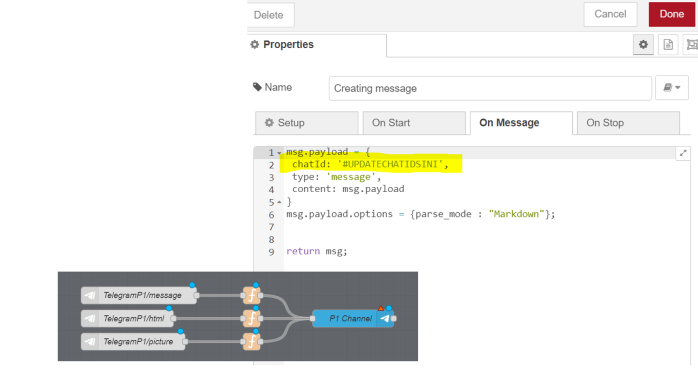 Delete
Cancel
Done
Properties
Name
Creating message
Setup
On Start
On Message
On Stop
1 msg.payload = {
2 chatId: '#UPDATECHATIDSINI',
3 type: 'message',
4 content: msg.payload
5 }
6 msg.payload.options = {parse_mode : "Markdown"};
7
8
9 return msg;
TelegramP1/message
f
TelegramP1/html
f
P1 Channel
TelegramP1/picture
f